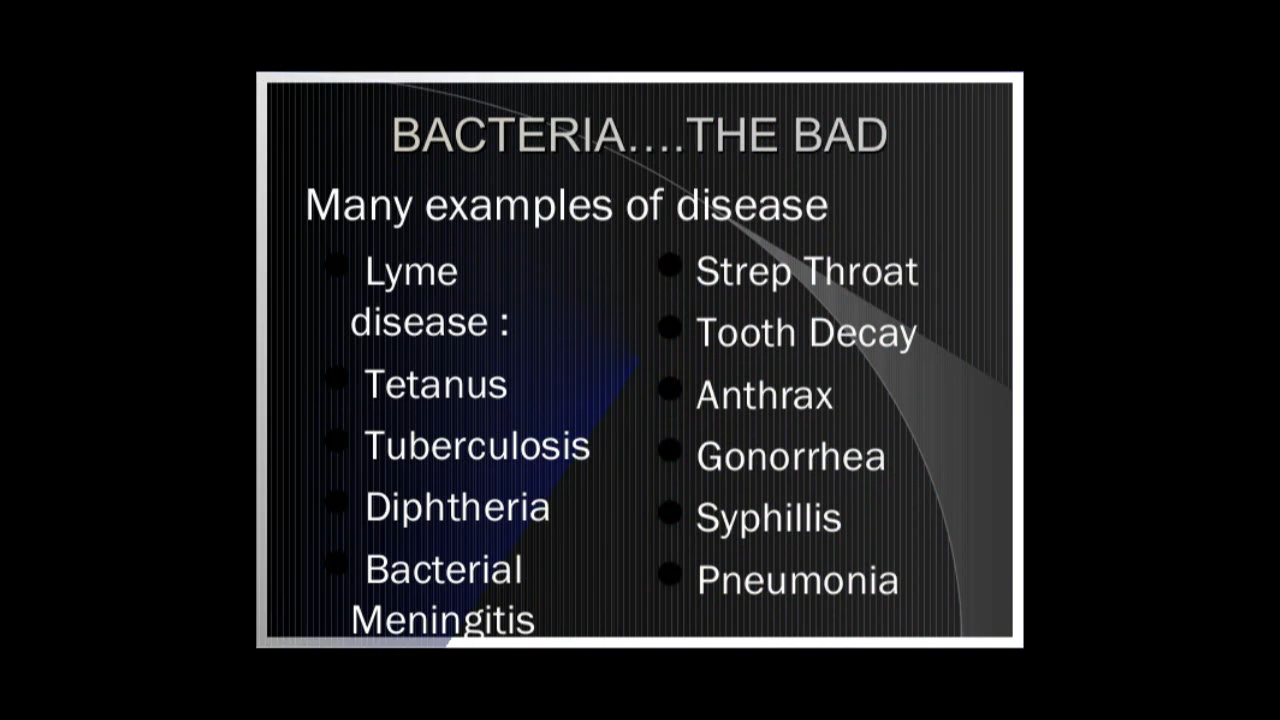 BACTERIA....THE BAD
Many examples of disease
Lyme
disease :
Tetanus
Tuberculosis
Diphtheria
Bacterial
Meningitis
Strep Throat
Tooth Decay
Anthrax
Gonorrhea
Syphillis
Pneumonia